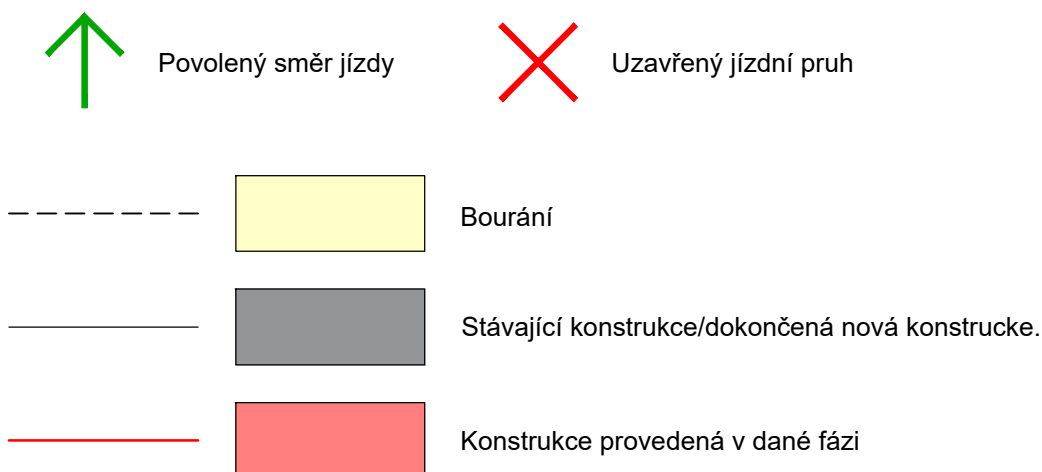 Povolený směr jízdy
Uzavřený jízdní pruh
Bourání
Stávající konstrukce/dokončená nová konstrucke.
Konstrukce provedená v dané fázi